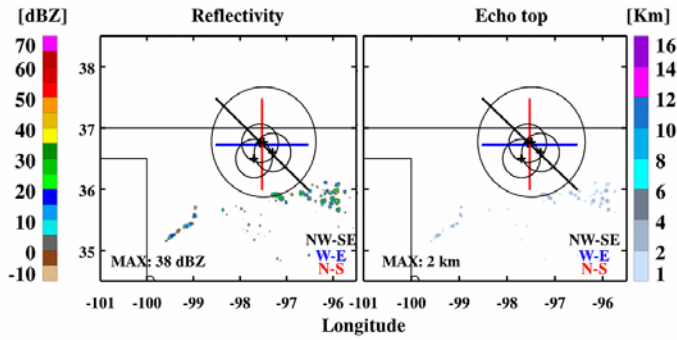 [dBZ] Reflectivity Echo top [Km]
70
60
50
40
30
20
10
0
-10
38
37
36
35
MAX: 38 dBZ
NW-SE
W-E
N-S
-101 -100 -99 -98 -97 -96
MAX: 2 km
NW-SE
W-E
N-S
-101 -100 -99 -98 -97 -96
16
14
12
10
8
6
4
2
1
Longitude